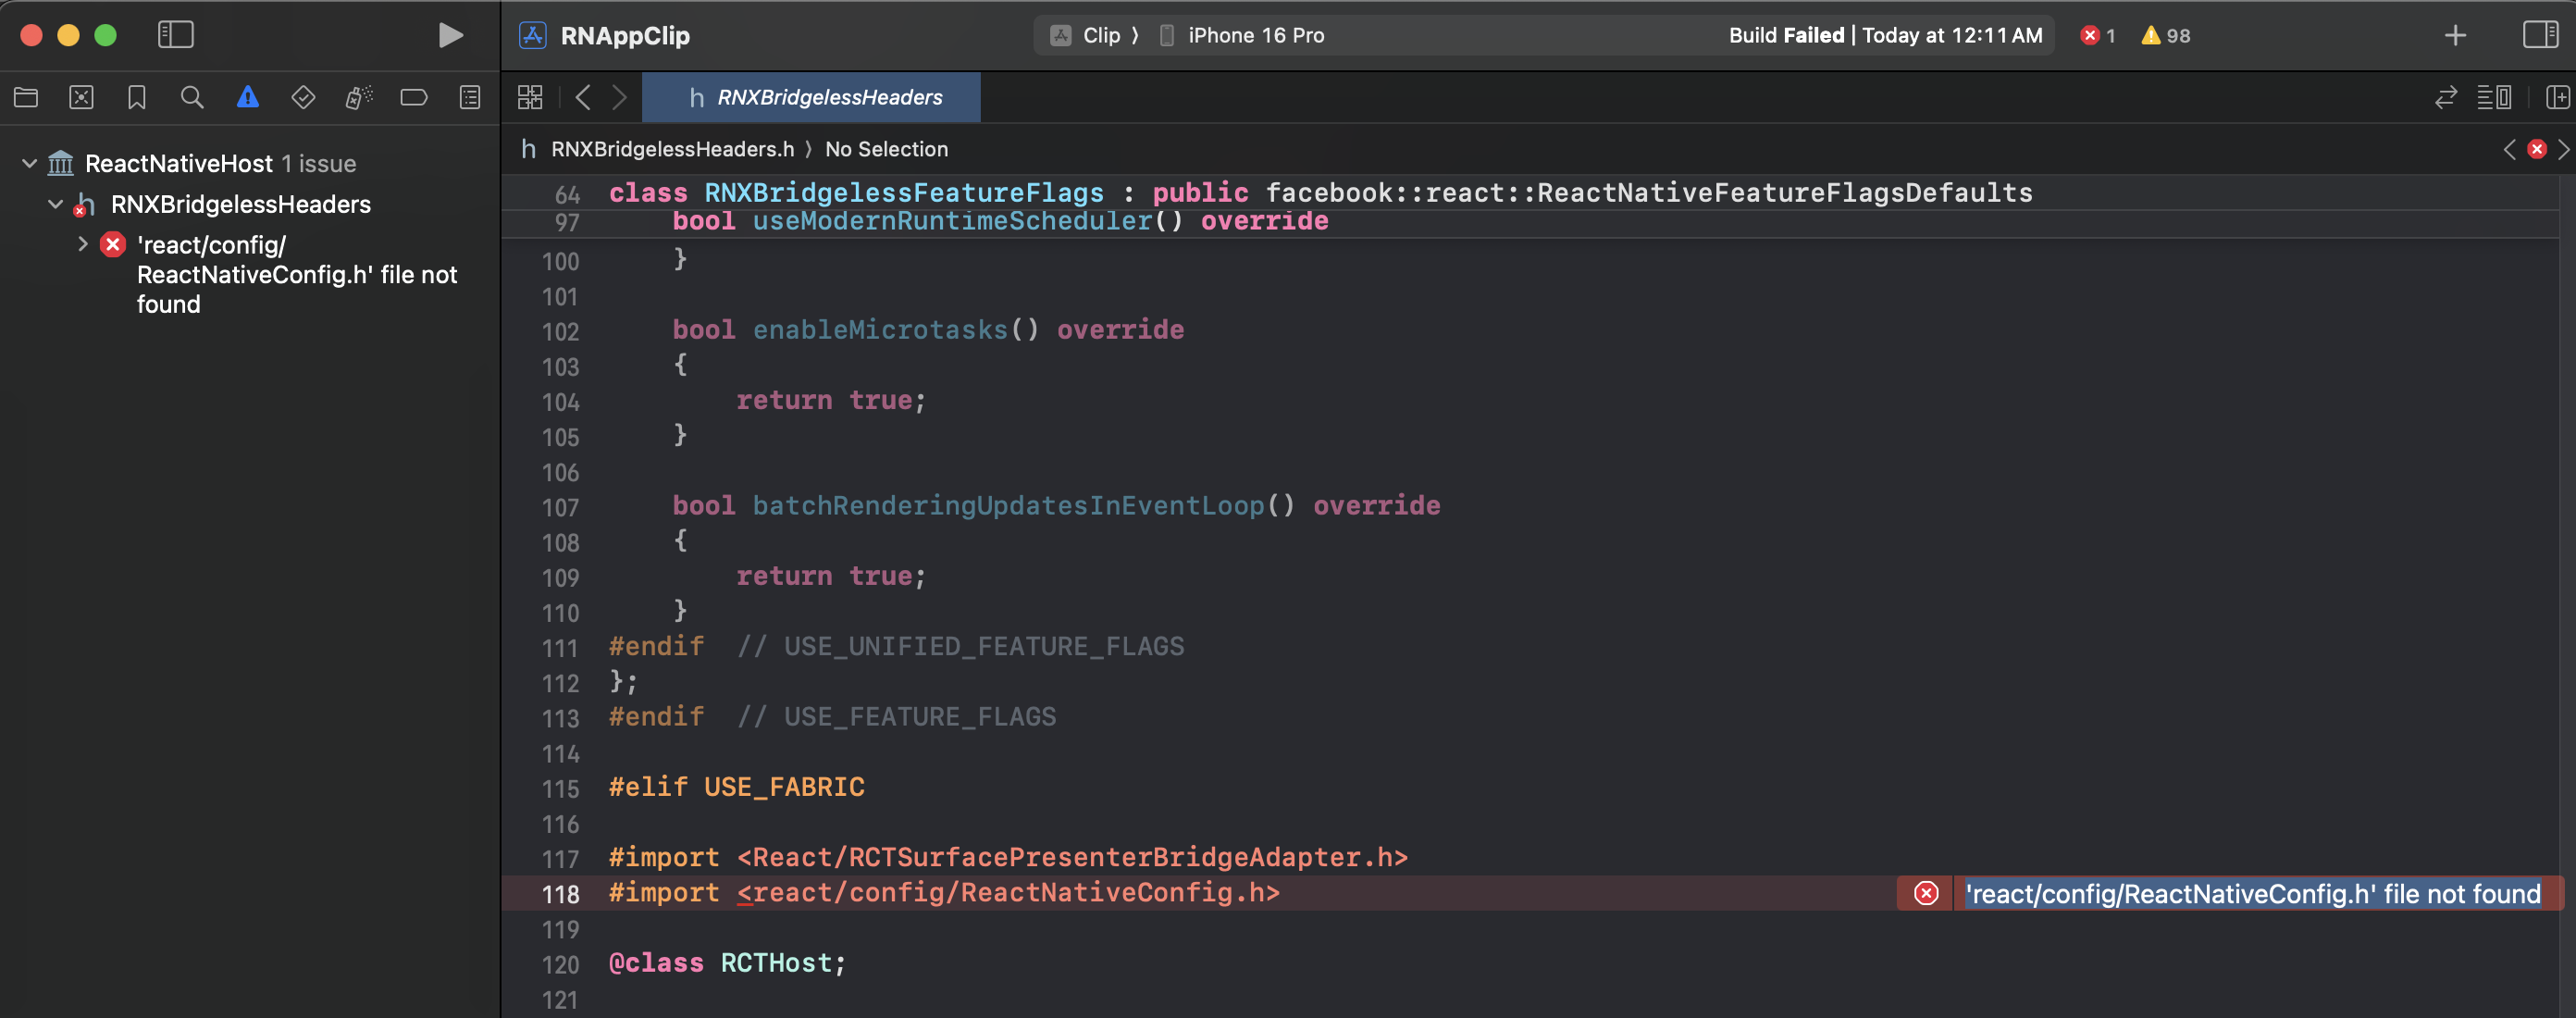 RNAppClip
Clip ⟩ iPhone 16 Pro
Build Failed | Today at 12:11 AM
1
98
RNXBridgelessHeaders
ReactNativeHost 1 issue
RNXBridgelessHeaders
'react/config/
ReactNativeConfig.h' file not
found
RNXBridgelessHeaders.h ⟩ No Selection
64 class RNXBridgelessFeatureFlags : public facebook::react::ReactNativeFeatureFlagsDefaults
97 bool useModernRuntimeScheduler() override
100 }
101
102 bool enableMicrotasks() override
103 {
104 return true;
105 }
106
107 bool batchRenderingUpdatesInEventLoop() override
108 {
109 return true;
110 }
111 #endif // USE_UNIFIED_FEATURE_FLAGS
112 };
113 #endif // USE_FEATURE_FLAGS
114
115 #elif USE_FABRIC
116
117 #import <React/RCTSurfacePresenterBridgeAdapter.h>
118 #import <react/config/ReactNativeConfig.h>
'react/config/ReactNativeConfig.h' file not found
119
120 @class RCTHost;
121